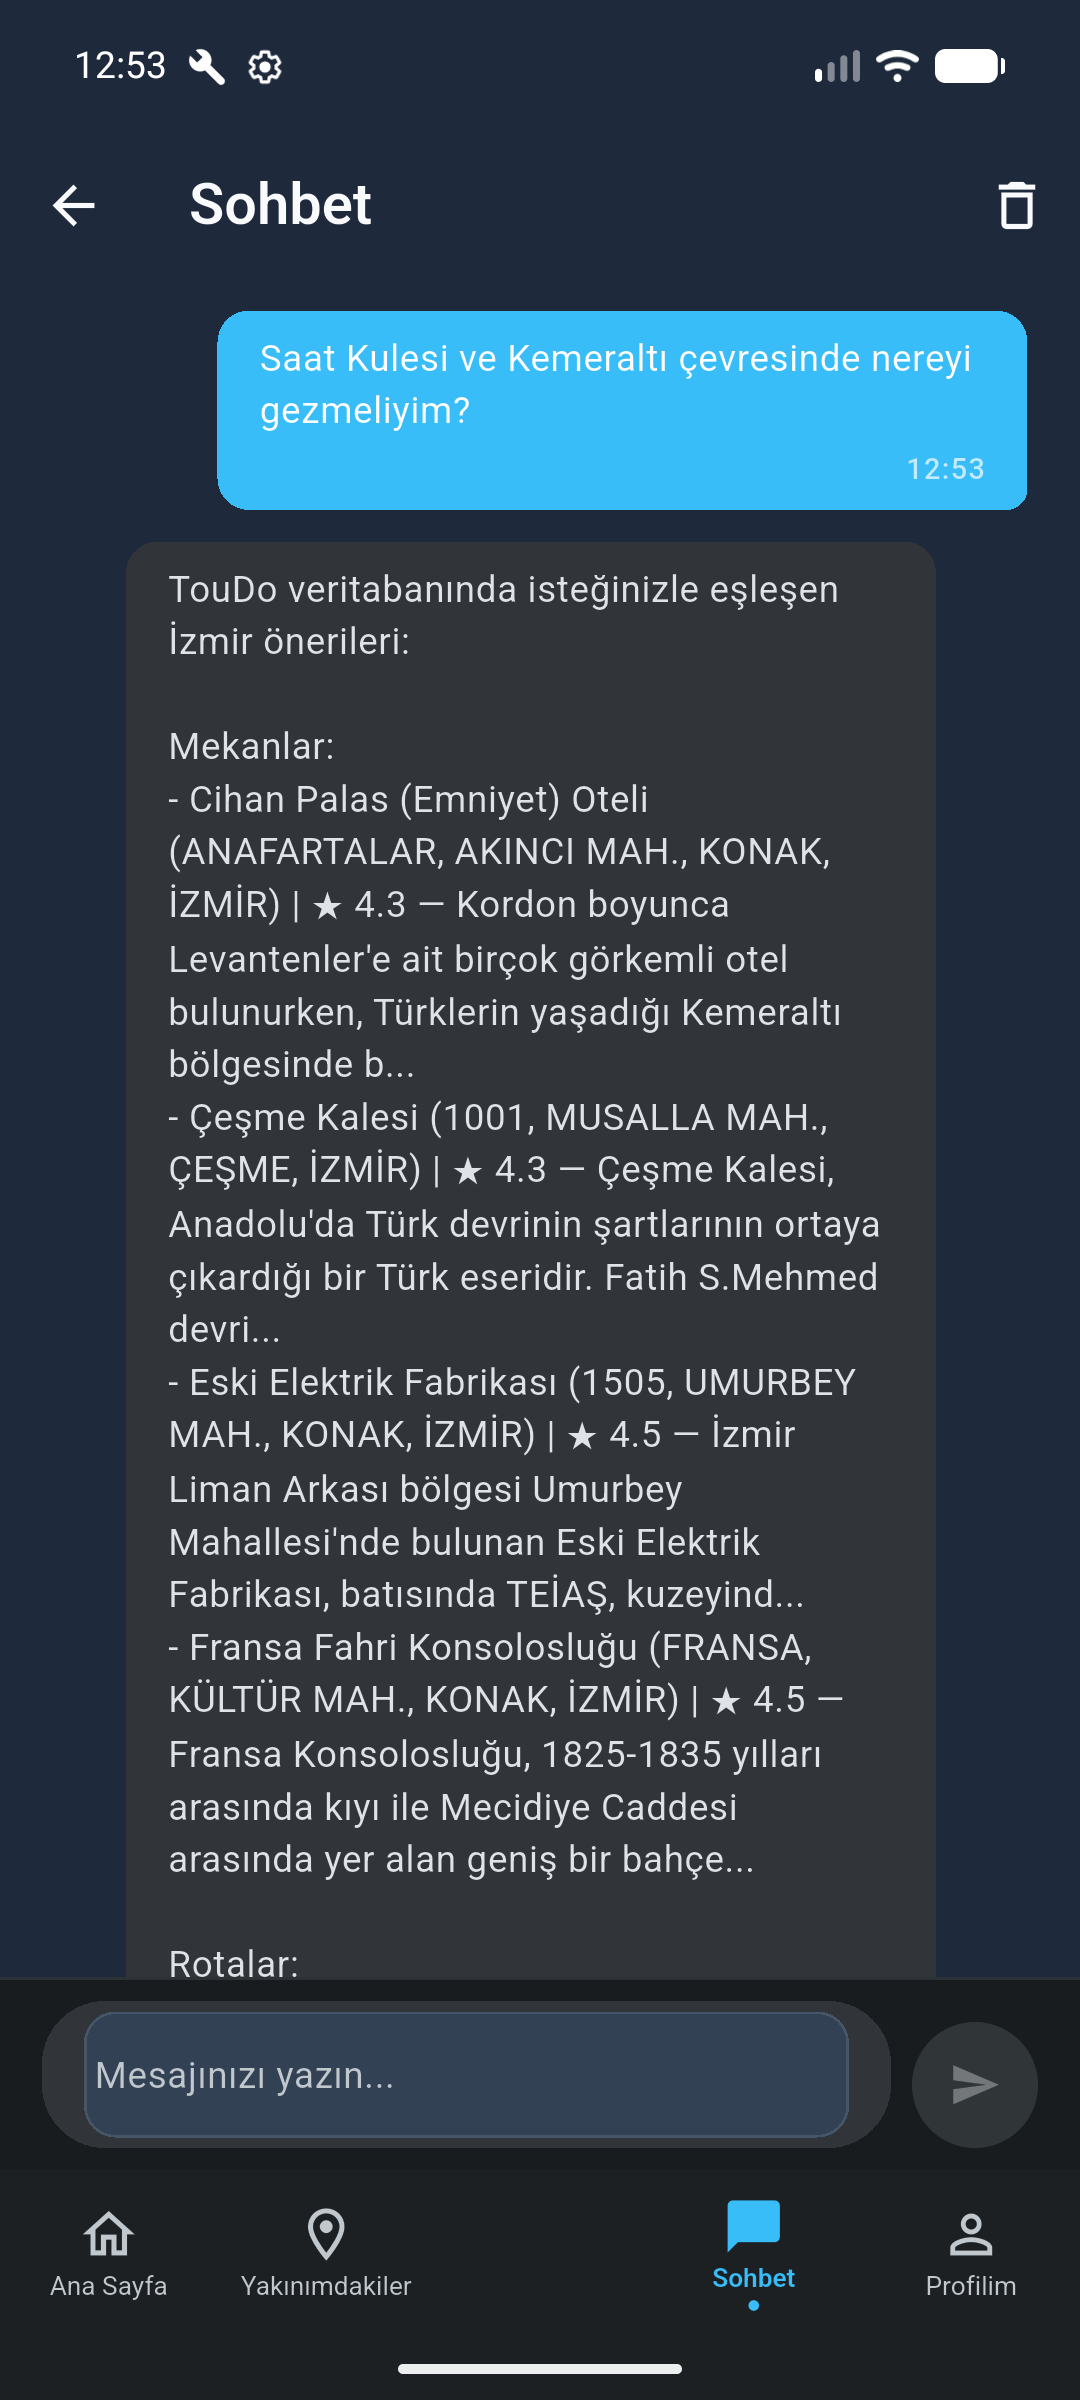 12:53
Sohbet
Saat Kulesi ve Kemeraltı çevresinde nereyi
gezmeliyim?
12:53
TouDo veritabanında isteğinizle eşleşen
İzmir önerileri:
Mekanlar:
- Cihan Palas (Emniyet) Oteli
(ANAFARTALAR, AKINCI MAH., KONAK,
İZMİR) | ★ 4.3 — Kordon boyunca
Levantenler'e ait birçok görkemli otel
bulunurken, Türklerin yaşadığı Kemeraltı
bölgesinde b...
- Çeşme Kalesi (1001, MUSALLA MAH.,
ÇEŞME, İZMİR) | ★ 4.3 — Çeşme Kalesi,
Anadolu'da Türk devrinin şartlarının ortaya
çıkardığı bir Türk eseridir. Fatih S.Mehmed
devri...
- Eski Elektrik Fabrikası (1505, UMURBEY
MAH., KONAK, İZMİR) | ★ 4.5 — İzmir
Liman Arkası bölgesi Umurbey
Mahallesi'nde bulunan Eski Elektrik
Fabrikası, batısında TEİAŞ, kuzeyind...
- Fransa Fahri Konsolosluğu (FRANSA,
KÜLTÜR MAH., KONAK, İZMİR) | ★ 4.5 —
Fransa Konsolosluğu, 1825-1835 yılları
arasında kıyı ile Mecidiye Caddesi
arasında yer alan geniş bir bahçe...
Rotalar:
Mesajınızı yazın...
Ana Sayfa
Yakınımdakiler
Sohbet
Profilim